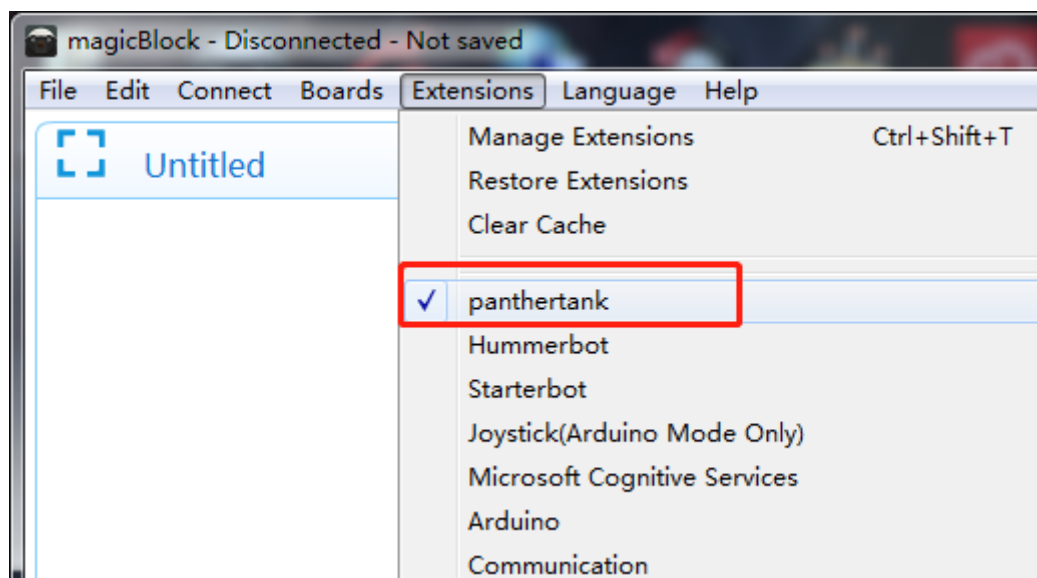 magicBlock - Disconnected - Not saved
File Edit Connect Boards Extensions Language Help
Untitled
Manage Extensions Ctrl+Shift+T
Restore Extensions
Clear Cache
panthertank
Hummerbot
Starterbot
Joystick(Arduino Mode Only)
Microsoft Cognitive Services
Arduino
Communication